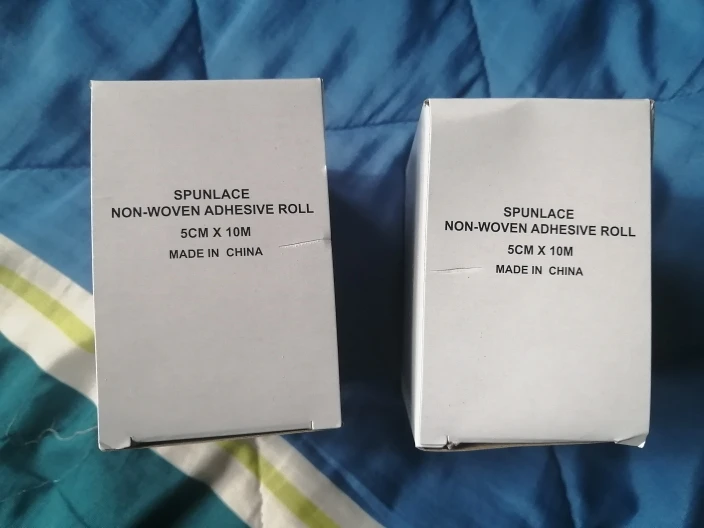 SPUNLACE
NON-WOVEN ADHESIVE ROLL
5CM X 10M
MADE IN CHINA
SPUNLACE
NON-WOVEN ADHESIVE ROLL
5CM X 10M
MADE IN CHINA